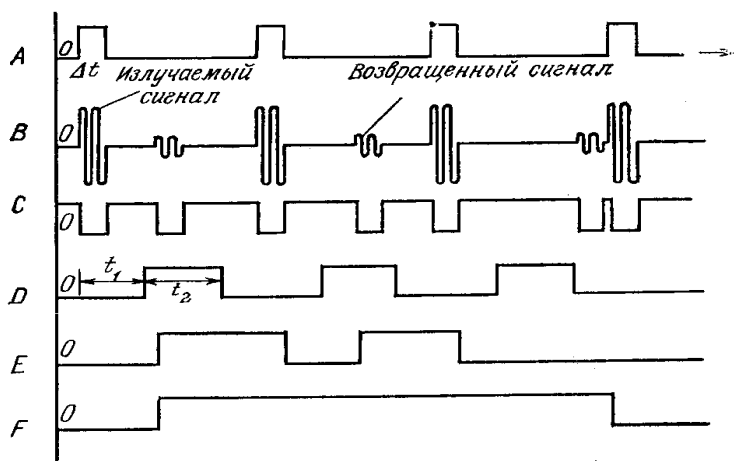 A 0
Δt Излучаемый
сигнал
Возвращенный сигнал
B 0
C 0
D 0 t₁ t₂
E 0
F 0